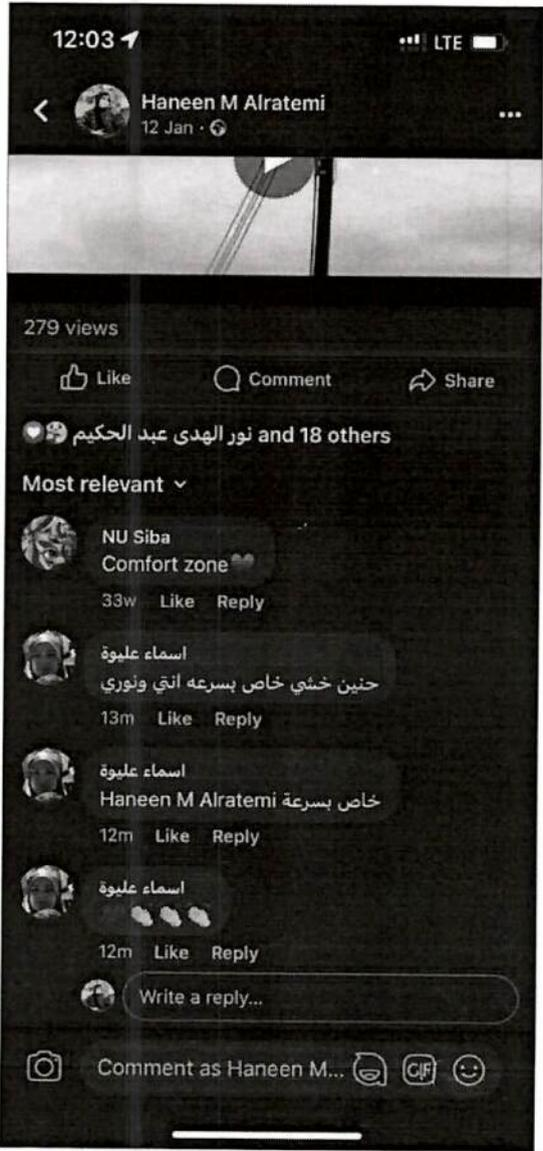 12:03
LTE
Haneen M Alratemi
12 Jan ·
279 views
Like Comment Share
نور الهدى عبد الحكيم and 18 others
Most relevant
NU Siba
Comfort zone🖤
33w Like Reply
اسماء عليوة
حنين خشي خاص بسرعه انتي ونوري
13m Like Reply
اسماء عليوة
Haneen M Alratemi خاص بسرعة
12m Like Reply
اسماء عليوة
12m Like Reply
Write a reply...
Comment as Haneen M... GIF